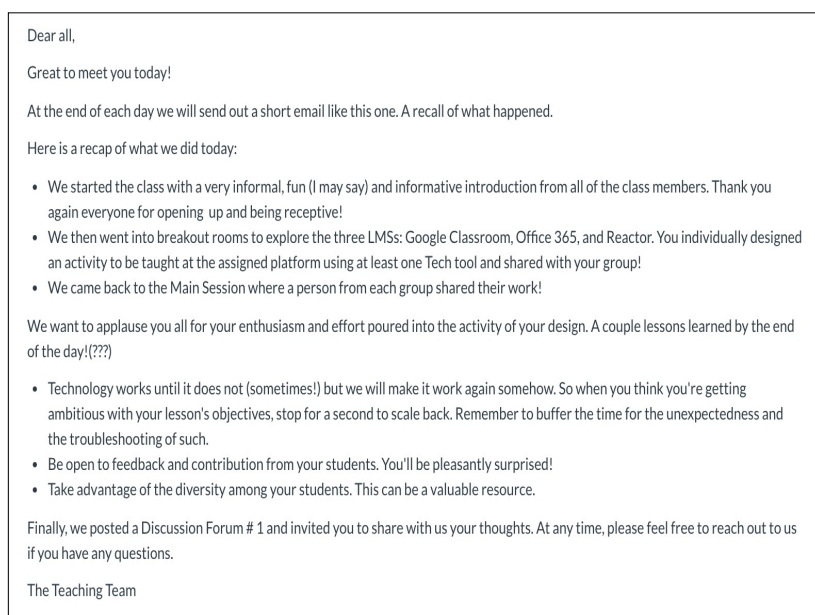 Dear all,
Great to meet you today!
At the end of each day we will send out a short email like this one. A recall of what happened.
Here is a recap of what we did today:
• We started the class with a very informal, fun (I may say) and informative introduction from all of the class members. Thank you
again everyone for opening up and being receptive!
• We then went into breakout rooms to explore the three LMSs: Google Classroom, Office 365, and Reactor. You individually designed
an activity to be taught at the assigned platform using at least one Tech tool and shared with your group!
• We came back to the Main Session where a person from each group shared their work!
We want to applause you all for your enthusiasm and effort poured into the activity of your design. A couple lessons learned by the end
of the day!(???)
• Technology works until it does not (sometimes!) but we will make it work again somehow. So when you think you're getting
ambitious with your lesson's objectives, stop for a second to scale back. Remember to buffer the time for the unexpectedness and
the troubleshooting of such.
• Be open to feedback and contribution from your students. You'll be pleasantly surprised!
• Take advantage of the diversity among your students. This can be a valuable resource.
Finally, we posted a Discussion Forum # 1 and invited you to share with us your thoughts. At any time, please feel free to reach out to us
if you have any questions.
The Teaching Team